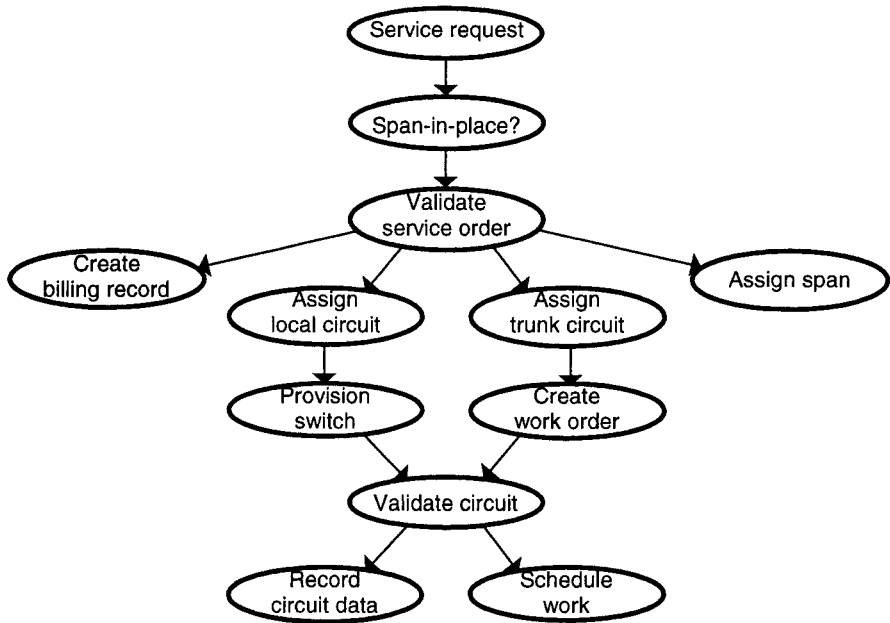 Service request
Span-in-place?
Validate
service order
Create
billing record
Assign
local circuit
Assign
trunk circuit
Assign span
Provision
switch
Create
work order
Validate circuit
Record
circuit data
Schedule
work